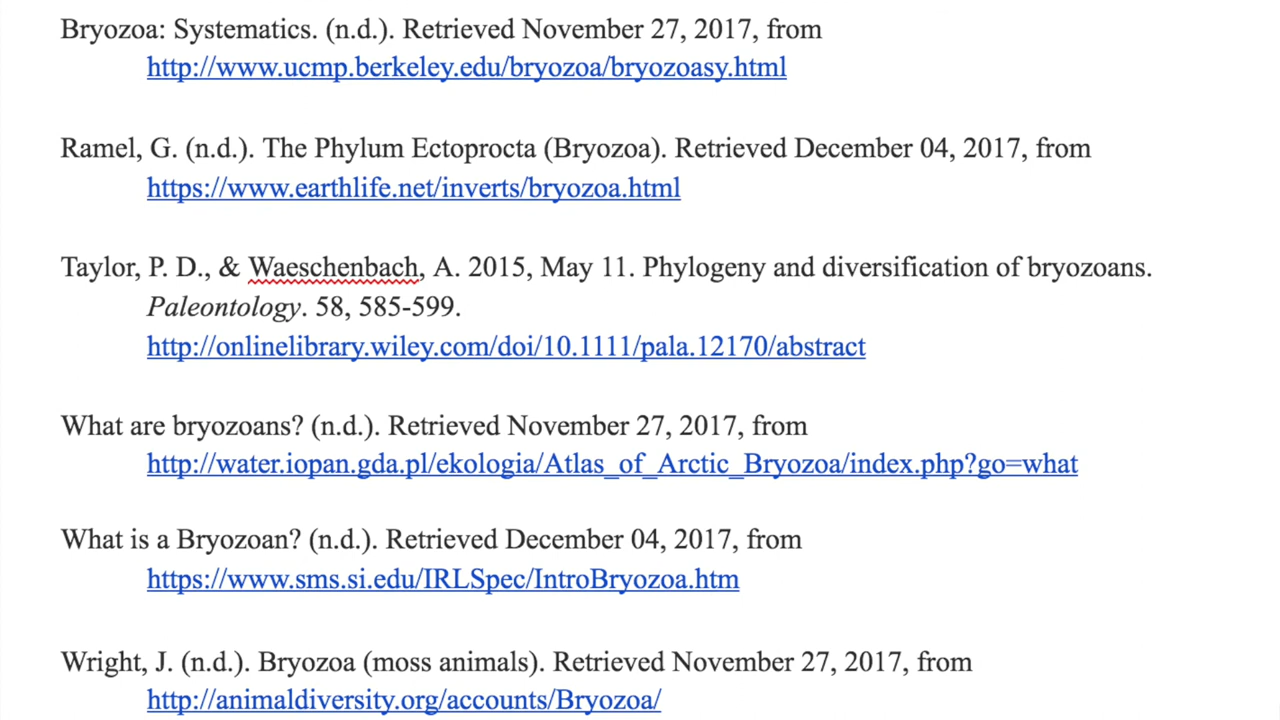 Bryozoa: Systematics. (n.d.). Retrieved November 27, 2017, from
http://www.ucmp.berkeley.edu/bryozoa/bryozoasy.html
Ramel, G. (n.d.). The Phylum Ectoprocta (Bryozoa). Retrieved December 04, 2017, from
https://www.earthlife.net/inverts/bryozoa.html
Taylor, P. D., & Waeschenbach, A. 2015, May 11. Phylogeny and diversification of bryozoans.
Paleontology. 58, 585-599.
http://onlinelibrary.wiley.com/doi/10.1111/pala.12170/abstract
What are bryozoans? (n.d.). Retrieved November 27, 2017, from
http://water.iopan.gda.pl/ekologia/Atlas_of_Arctic_Bryozoa/index.php?go=what
What is a Bryozoan? (n.d.). Retrieved December 04, 2017, from
https://www.sms.si.edu/IRLSpec/IntroBryozoa.htm
Wright, J. (n.d.). Bryozoa (moss animals). Retrieved November 27, 2017, from
http://animaldiversity.org/accounts/Bryozoa/